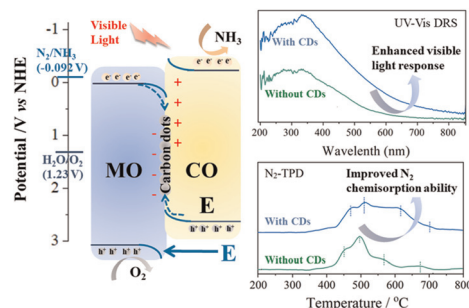 Visible
Light
NH₃
Potential /V vs NHE
-1
0
1
2
3
N₂/NH₃
(-0.092 V)
H₂O/O₂
(1.23 V)
e⁻ e⁻ e⁻ e⁻
e⁻ e⁻ e⁻ e⁻
MO
Carbon dots
CO
E
+
+
+
+
-
-
-
-
h⁺ h⁺ h⁺ h⁺
h⁺ h⁺ h⁺ h⁺
E
O₂
UV-Vis DRS
With CDs
Enhanced visible
light response
Without CDs
200 300 400 500 600 700 800
Wavelenth (nm)
N₂-TPD
Improved N₂
chemisorption ability
With CDs
Without CDs
200 300 400 500 600 700 800
Temperature / °C